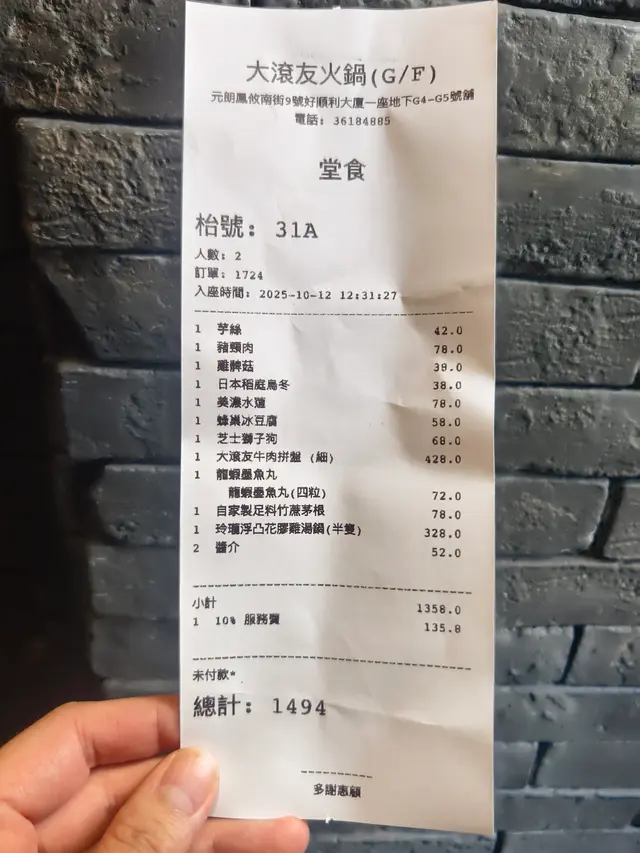 大滾友火鍋(G/F)
元朗鳳攸南街9號好順利大廈一座地下G4-G5號舖
電話: 36184885
堂食
枱號: 31A
人數: 2
訂單: 1724
入座時間: 2025-10-12 12:31:27
1 芋絲 42.0
1 豬頸肉 78.0
1 雞髀菇 38.0
1 日本稻庭烏冬 38.0
1 美濃水蓮 78.0
1 蜂巢冰豆腐 58.0
1 芝士獅子狗 68.0
1 大滾友牛肉拼盤 (細) 428.0
1 龍蝦墨魚丸
龍蝦墨魚丸(四粒) 72.0
1 自家製足料竹蔗茅根 78.0
1 玲瓏浮凸花膠雞湯鍋(半隻) 328.0
2 醬介 52.0
小計 1358.0
1 10% 服務費 135.8
未付款*
總計: 1494
多謝惠顧